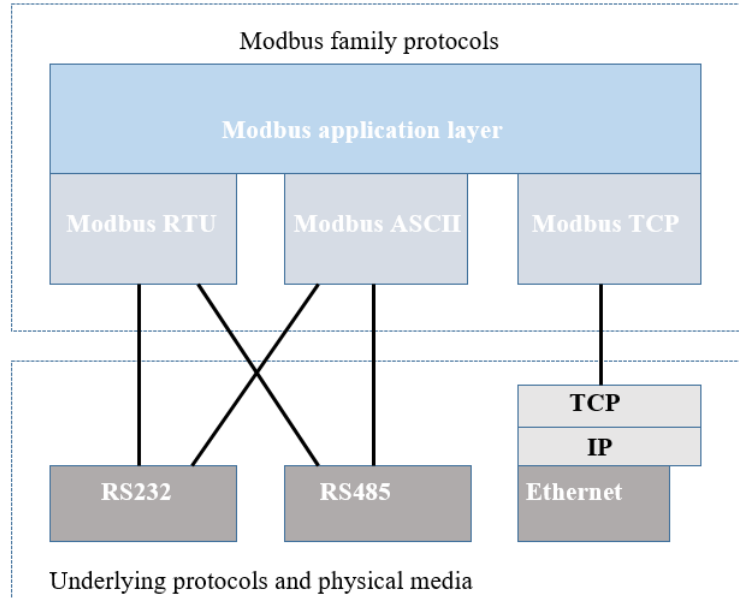 Modbus family protocols
Modbus application layer
Modbus RTU
Modbus ASCII
Modbus TCP
TCP
IP
RS232
RS485
Ethernet
Underlying protocols and physical media